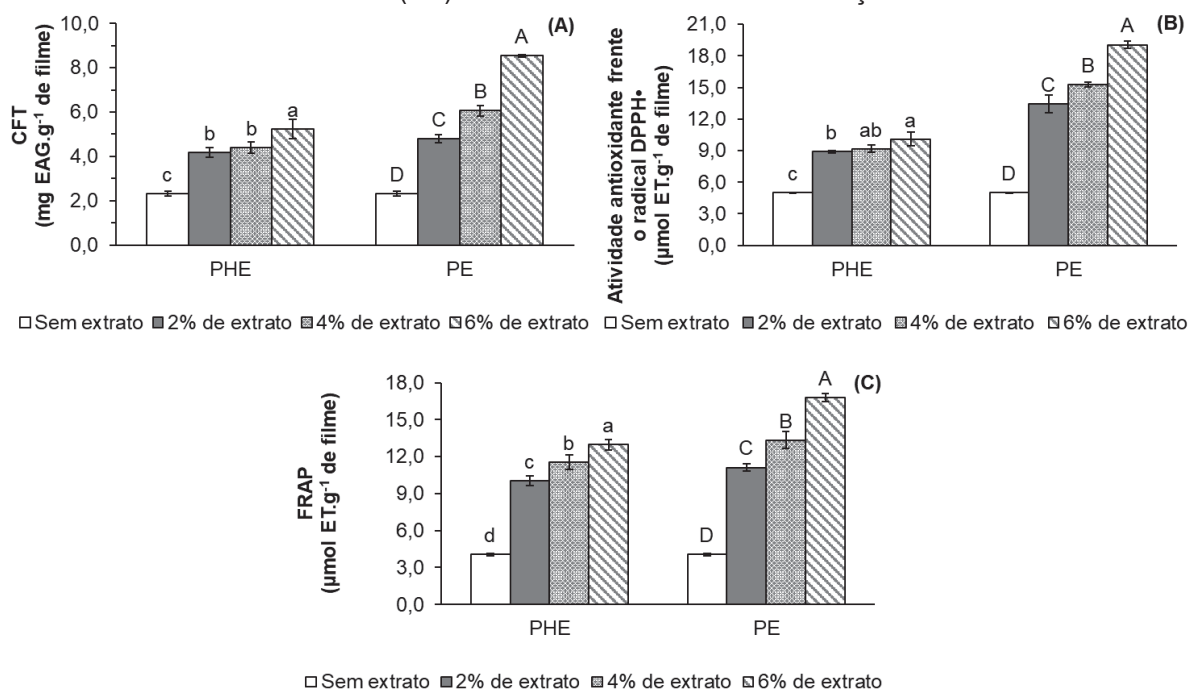 10,0
8,0
6,0
4,0
2,0
0,0
CFT
(mg EAG.g⁻¹ de filme)
(A)
c
b
b
a
D
C
B
A
PHE
PE
□Sem extrato ■2% de extrato ▩4% de extrato ▧6% de extrato
21,0
18,0
15,0
12,0
9,0
6,0
3,0
0,0
Atividade antioxidante frente
o radical DPPH•
(µmol ET.g⁻¹ de filme)
(B)
c
b
ab
a
D
C
B
A
PHE
PE
□Sem extrato ■2% de extrato ▩4% de extrato ▧6% de extrato
18,0
15,0
12,0
9,0
6,0
3,0
0,0
FRAP
(µmol ET.g⁻¹ de filme)
(C)
d
c
b
a
D
C
B
A
PHE
PE
□Sem extrato ■2% de extrato ▩4% de extrato ▧6% de extrato